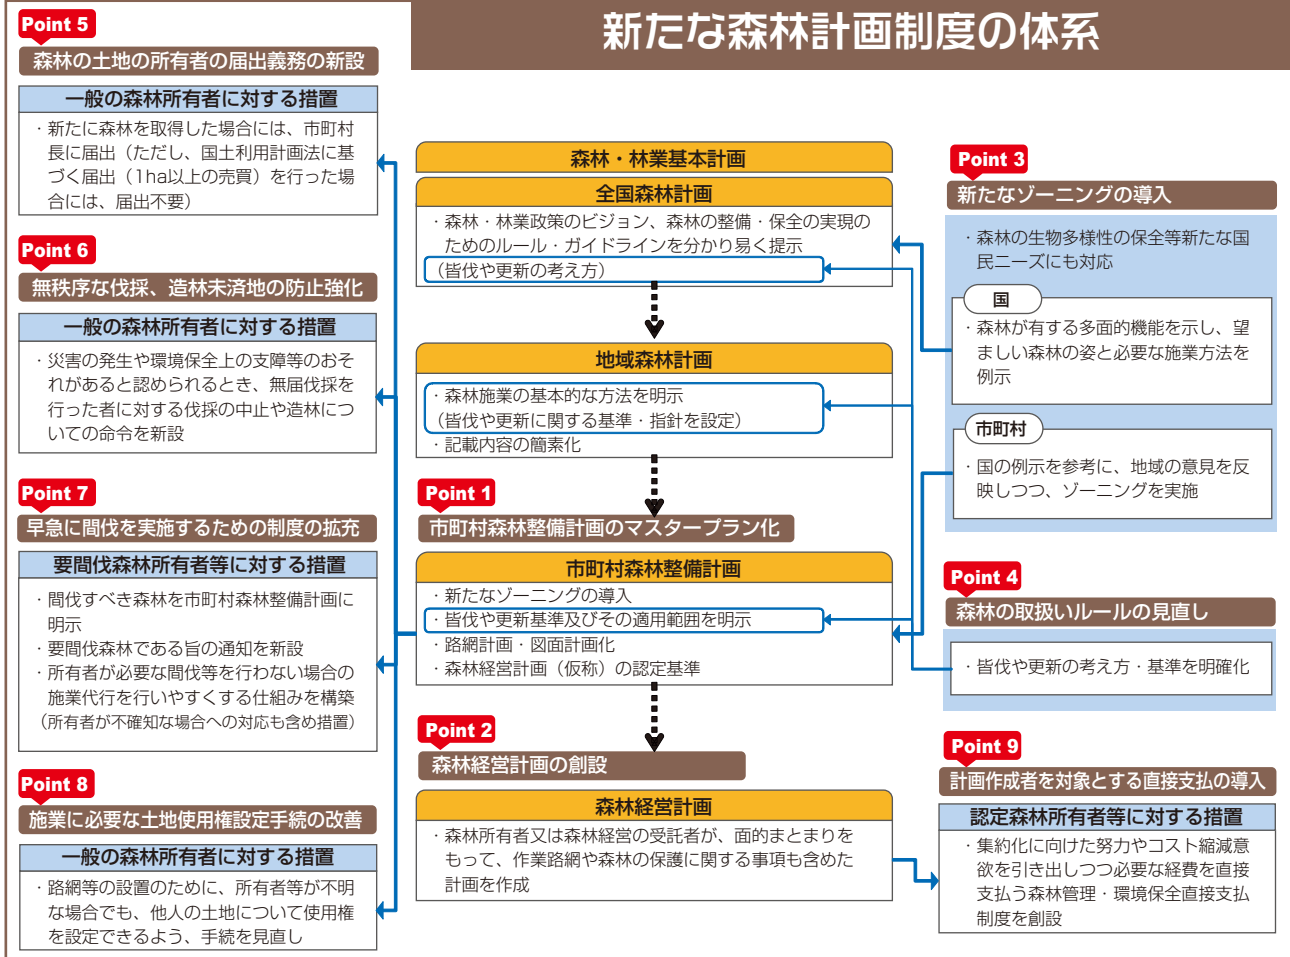 新たな森林計画制度の体系
Point 5
森林の土地の所有者の届出義務の新設
一般の森林所有者に対する措置
・新たに森林を取得した場合には、市町村
長に届出（ただし、国土利用計画法に基
づく届出（1ha以上の売買）を行った場
合には、届出不要）
Point 6
無秩序な伐採、造林未済地の防止強化
一般の森林所有者に対する措置
・災害の発生や環境保全上の支障等のおそ
れがあると認められるとき、無届伐採を
行った者に対する伐採の中止や造林につ
いての命令を新設
Point 7
早急に間伐を実施するための制度の拡充
要間伐森林所有者等に対する措置
・間伐すべき森林を市町村森林整備計画に
明示
・要間伐森林である旨の通知を新設
・所有者が必要な間伐等を行わない場合の
施業代行を行いやすくする仕組みを構築
（所有者が不確知な場合への対応も含め措置）
Point 8
施業に必要な土地使用権設定手続の改善
一般の森林所有者に対する措置
・路網等の設置のために、所有者等が不明
な場合でも、他人の土地について使用権
を設定できるよう、手続を見直し
森林・林業基本計画
全国森林計画
・森林・林業政策のビジョン、森林の整備・保全の実現の
ためのルール・ガイドラインを分かり易く提示
（皆伐や更新の考え方）
地域森林計画
・森林施業の基本的な方法を明示
（皆伐や更新に関する基準・指針を設定）
・記載内容の簡素化
Point 1
市町村森林整備計画のマスタープラン化
市町村森林整備計画
・新たなゾーニングの導入
・皆伐や更新基準及びその適用範囲を明示
・路網計画・図面計画化
・森林経営計画（仮称）の認定基準
Point 2
森林経営計画の創設
森林経営計画
・森林所有者又は森林経営の受託者が、面的まとまりを
もって、作業路網や森林の保護に関する事項も含めた
計画を作成
Point 3
新たなゾーニングの導入
・森林の生物多様性の保全等新たな国
民ニーズにも対応
国
・森林が有する多面的機能を示し、望
ましい森林の姿と必要な施業方法を
例示
市町村
・国の例示を参考に、地域の意見を反
映しつつ、ゾーニングを実施
Point 4
森林の取扱いルールの見直し
・皆伐や更新の考え方・基準を明確化
Point 9
計画作成者を対象とする直接支払の導入
認定森林所有者等に対する措置
・集約化に向けた努力やコスト縮減意
欲を引き出しつつ必要な経費を直接
支払う森林管理・環境保全直接支払
制度を創設